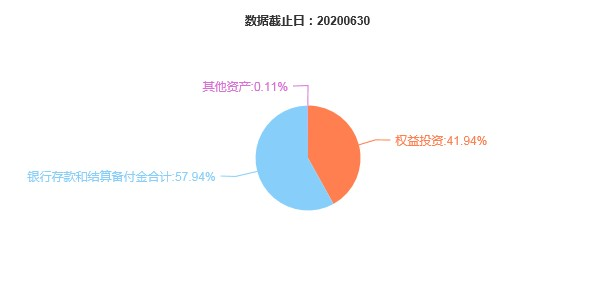 数据截止日：20200630
其他资产:0.11%
权益投资:41.94%
银行存款和结算备付金合计:57.94%